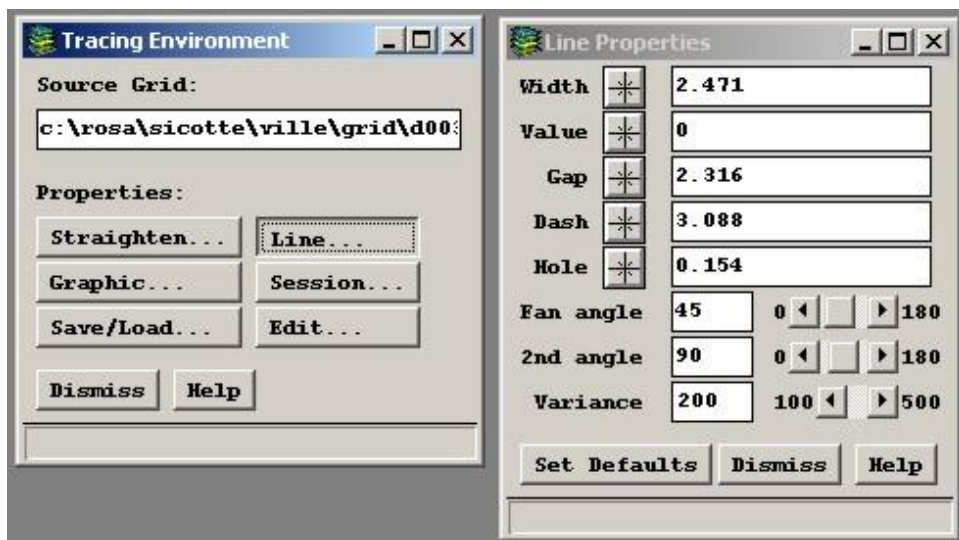 Tracing Environment
Source Grid:
c:\rosa\sicotte\ville\grid\d003
Properties:
Straighten... Line...
Graphic... Session...
Save/Load... Edit...
Dismiss Help
Line Properties
Width 2.471
Value 0
Gap 2.316
Dash 3.088
Hole 0.154
Fan angle 45 0 180
2nd angle 90 0 180
Variance 200 100 500
Set Defaults Dismiss Help